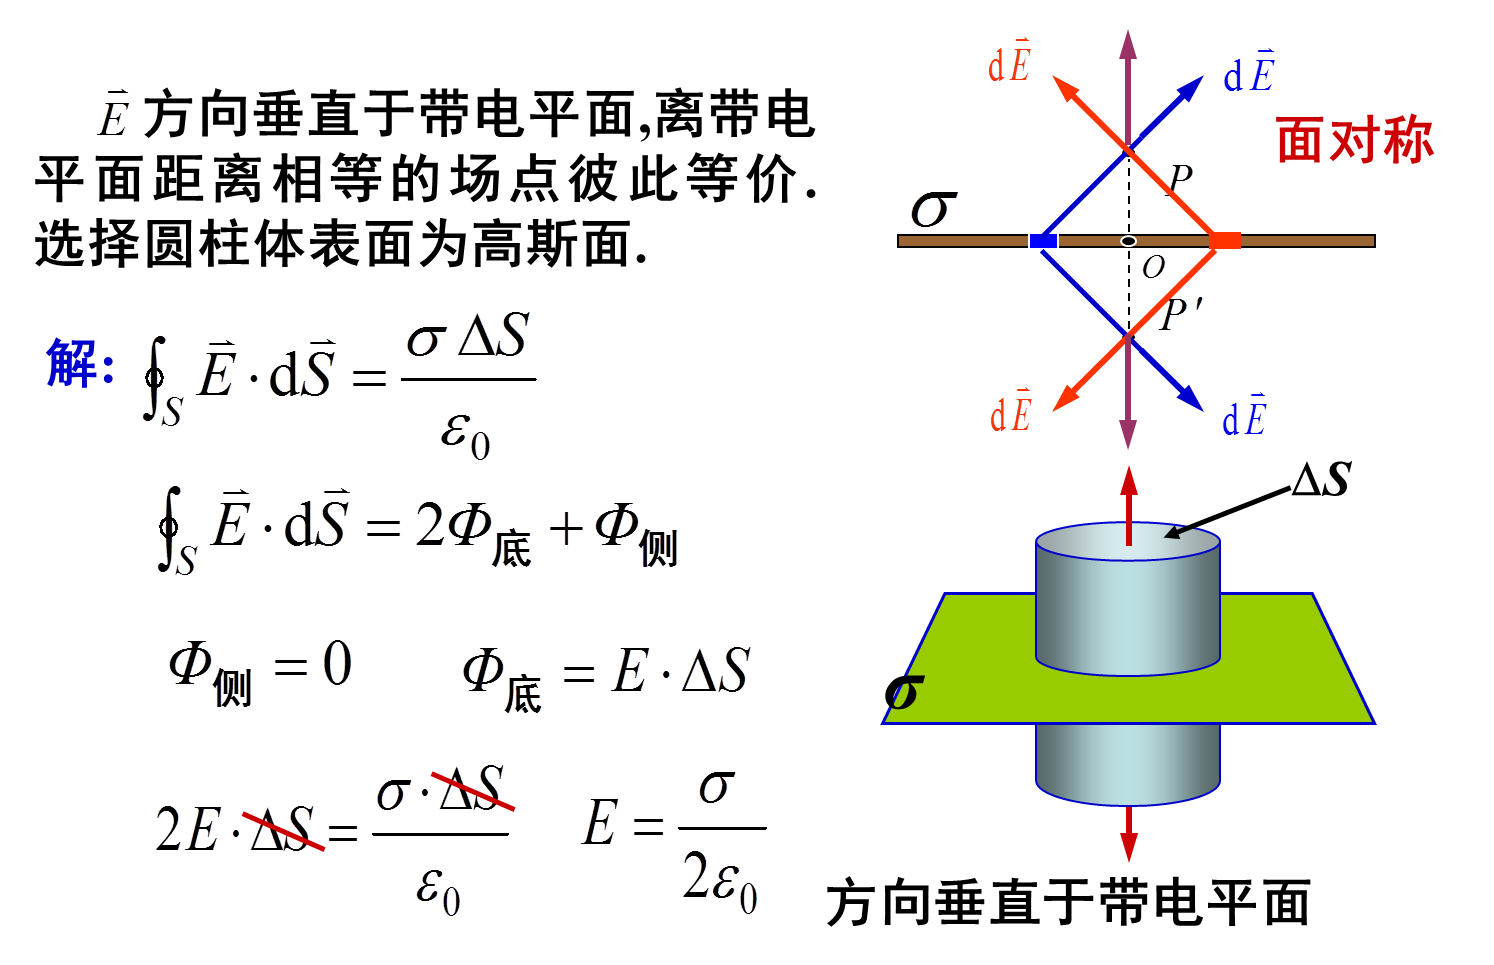 E⃗ 方向垂直于带电平面,离带电
平面距离相等的场点彼此等价.
选择圆柱体表面为高斯面.
解: ∮_S E⃗ · dS⃗ = σ ΔS / ε₀
∮_S E⃗ · dS⃗ = 2Φ底 + Φ侧
Φ侧 = 0
Φ底 = E · ΔS
2E · ΔS = σ · ΔS / ε₀
E = σ / 2ε₀
dE⃗
dE⃗
面对称
P
σ
O
P′
dE⃗
dE⃗
ΔS
σ
方向垂直于带电平面